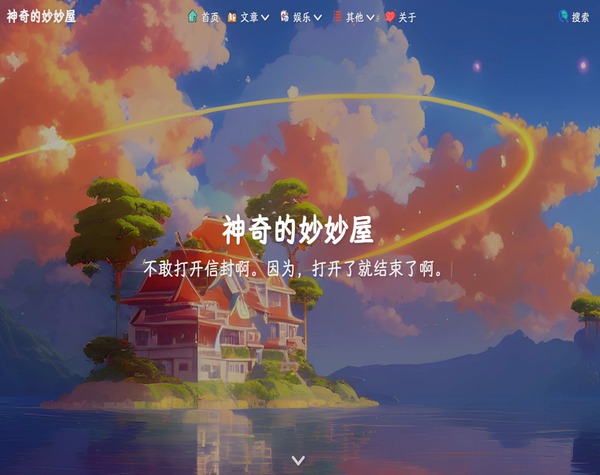 神奇的妙妙屋
首页 文章 娱乐 其他 关于 搜索
神奇的妙妙屋
不敢打开信封啊。因为，打开了就结束了啊。